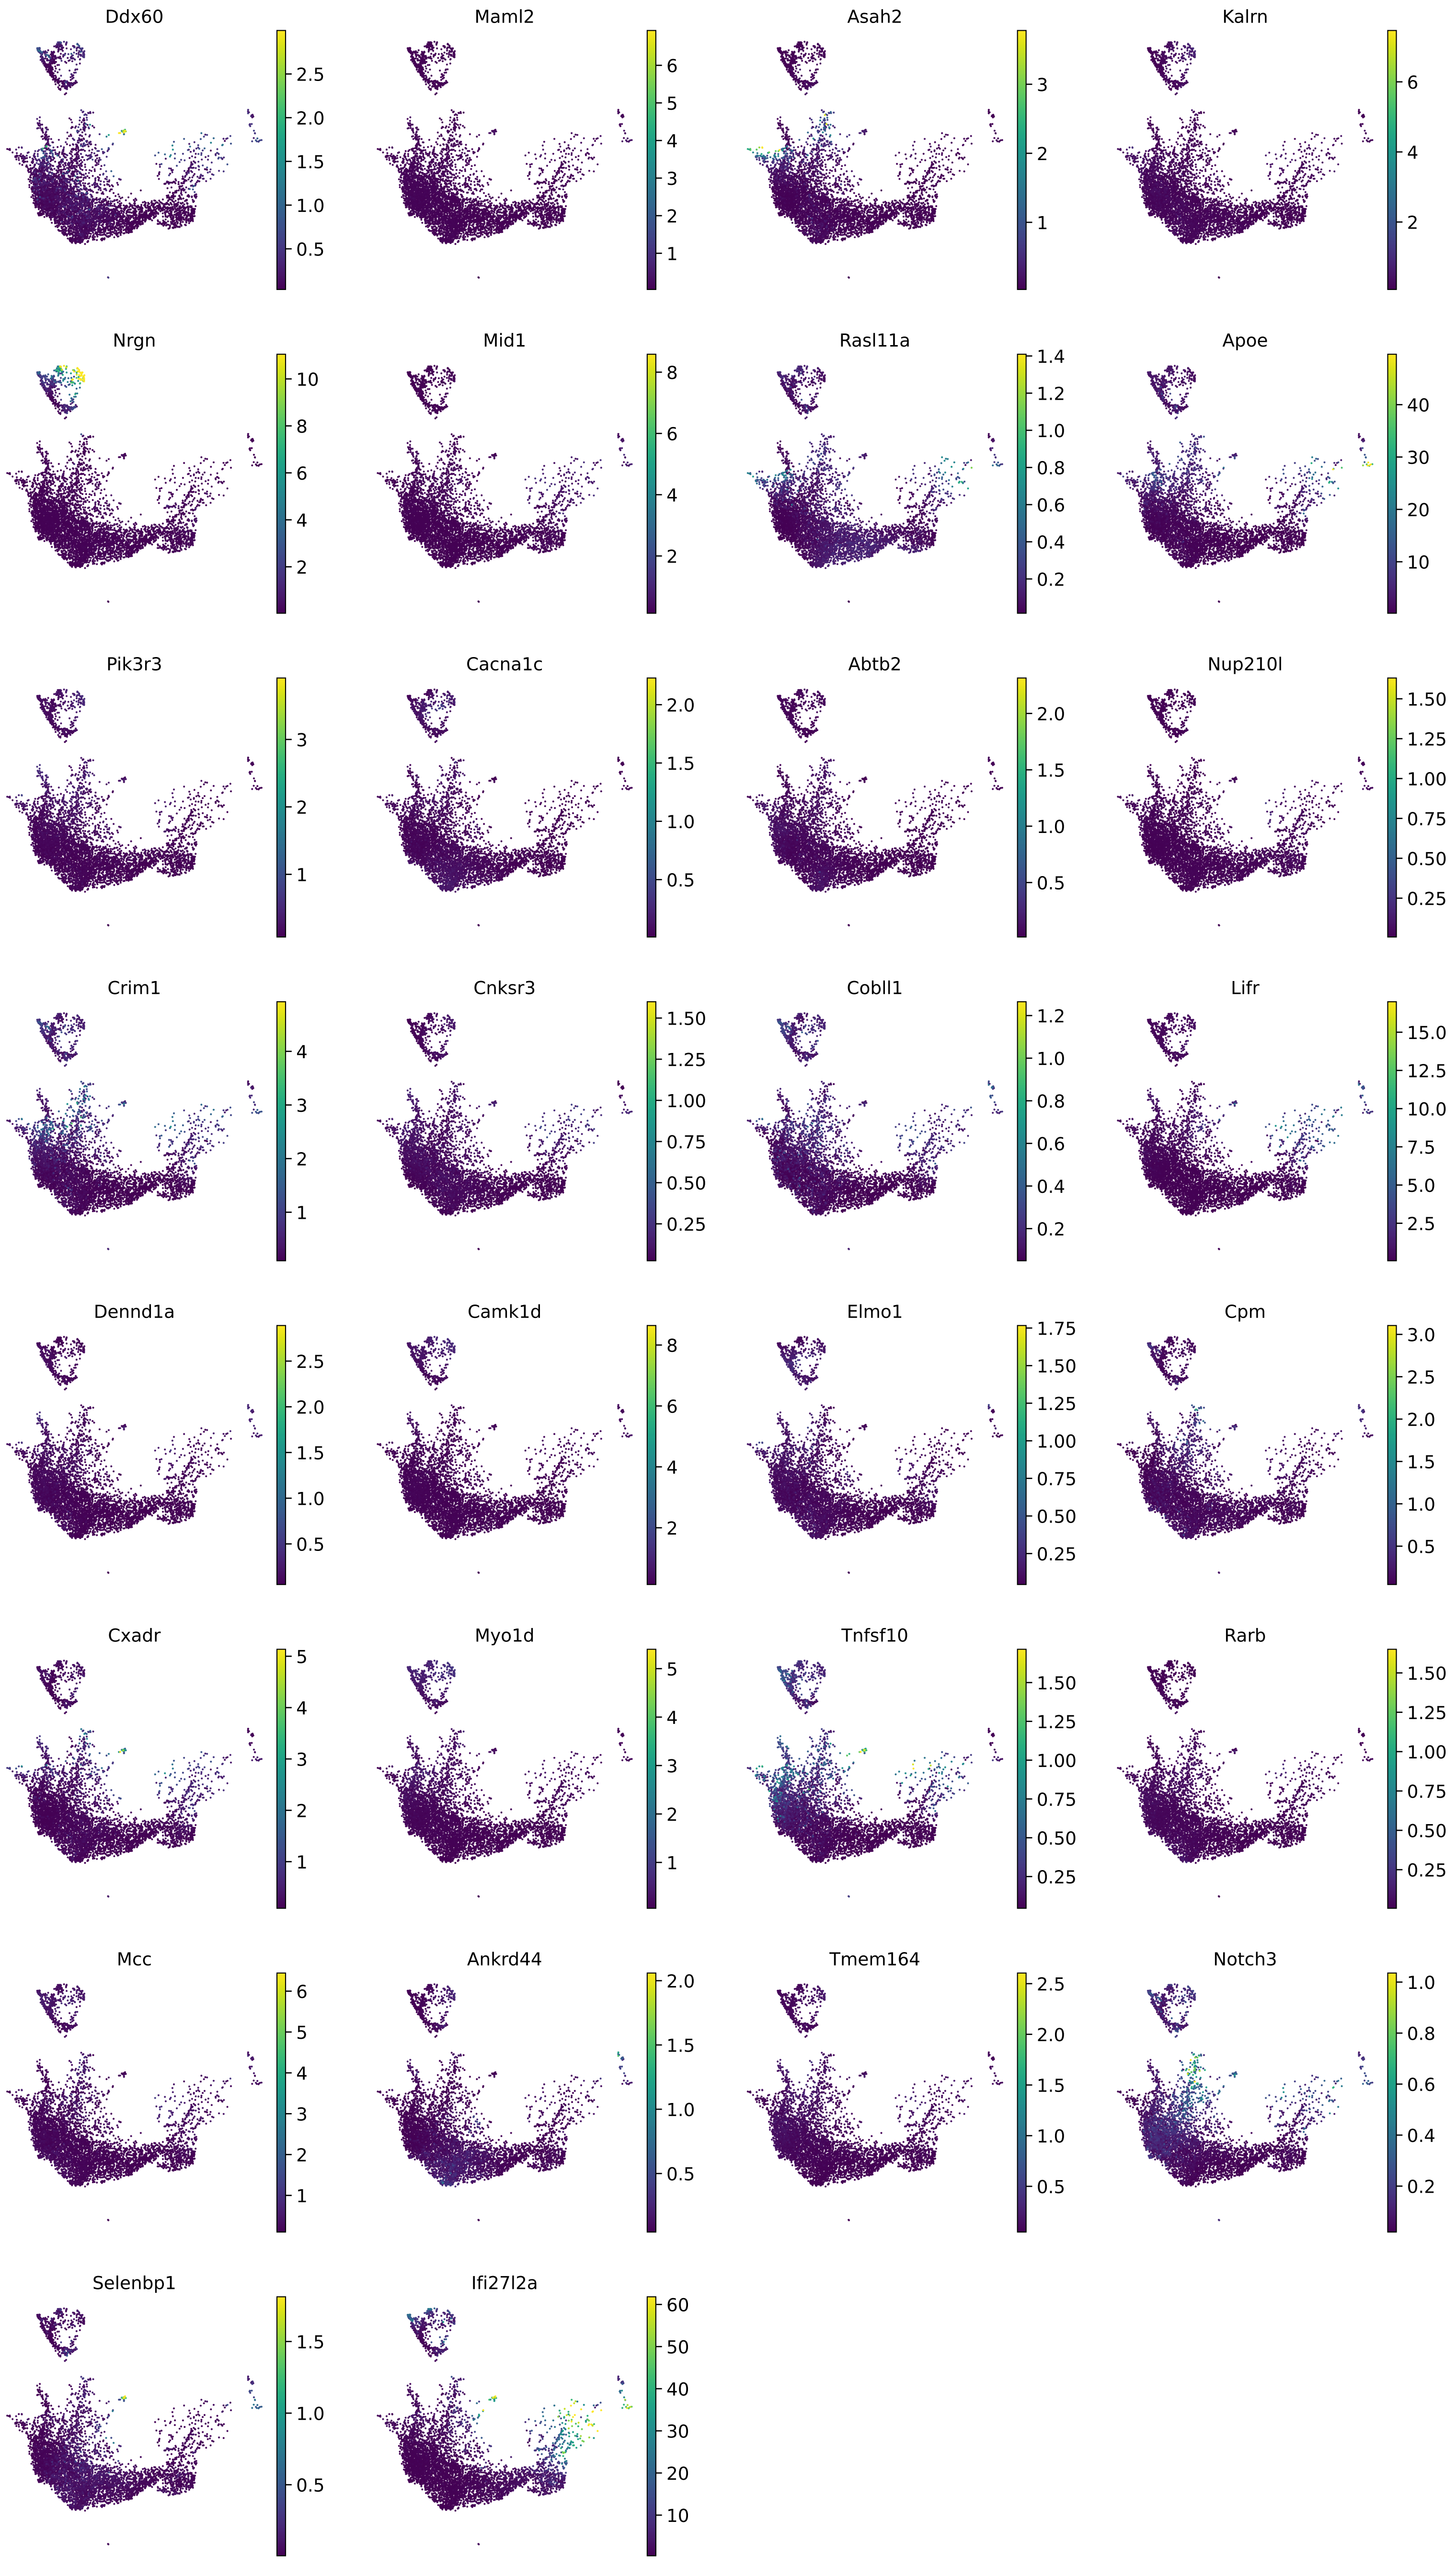 Ddx60 Maml2 Asah2 Kalrn
2.5 2.0 1.5 1.0 0.5
6 5 4 3 2 1
3 2 1
6 4 2
Nrgn Mid1 Rasl11a Apoe
10 8 6 4 2
8 6 4 2
1.4 1.2 1.0 0.8 0.6 0.4 0.2
40 30 20 10
Pik3r3 Cacna1c Abtb2 Nup210l
3 2 1
2.0 1.5 1.0 0.5
2.0 1.5 1.0 0.5
1.50 1.25 1.00 0.75 0.50 0.25
Crim1 Cnksr3 Cobll1 Lifr
4 3 2 1
1.50 1.25 1.00 0.75 0.50 0.25
1.2 1.0 0.8 0.6 0.4 0.2
15.0 12.5 10.0 7.5 5.0 2.5
Dennd1a Camk1d Elmo1 Cpm
2.5 2.0 1.5 1.0 0.5
8 6 4 2
1.75 1.50 1.25 1.00 0.75 0.50 0.25
3.0 2.5 2.0 1.5 1.0 0.5
Cxadr Myo1d Tnfsf10 Rarb
5 4 3 2 1
5 4 3 2 1
1.50 1.25 1.00 0.75 0.50 0.25
1.50 1.25 1.00 0.75 0.50 0.25
Mcc Ankrd44 Tmem164 Notch3
6 5 4 3 2 1
2.0 1.5 1.0 0.5
2.5 2.0 1.5 1.0 0.5
1.0 0.8 0.6 0.4 0.2
Selenbp1 Ifi27l2a
1.5 1.0 0.5
60 50 40 30 20 10